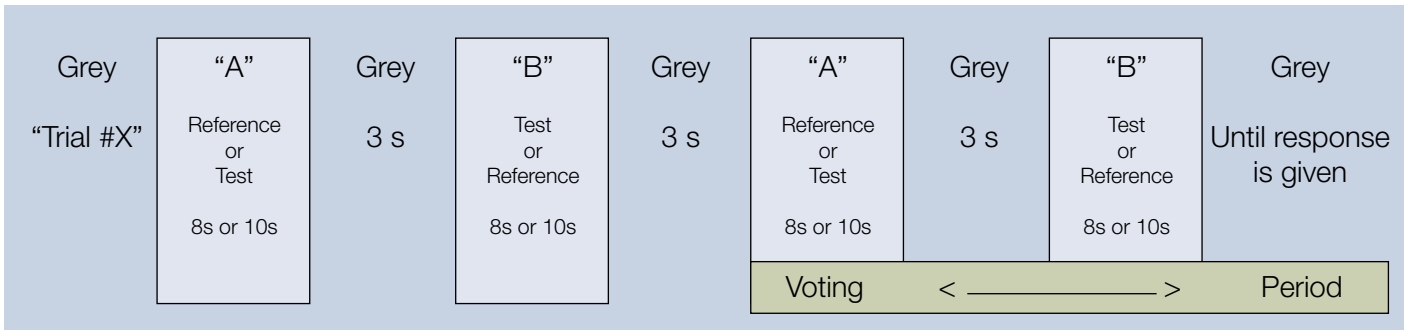 Grey
“Trial #X”
“A”
Reference
or
Test
8s or 10s
Grey
3 s
“B”
Test
or
Reference
8s or 10s
Grey
3 s
“A”
Reference
or
Test
8s or 10s
Grey
3 s
“B”
Test
or
Reference
8s or 10s
Grey
Until response
is given
Voting < ——— > Period